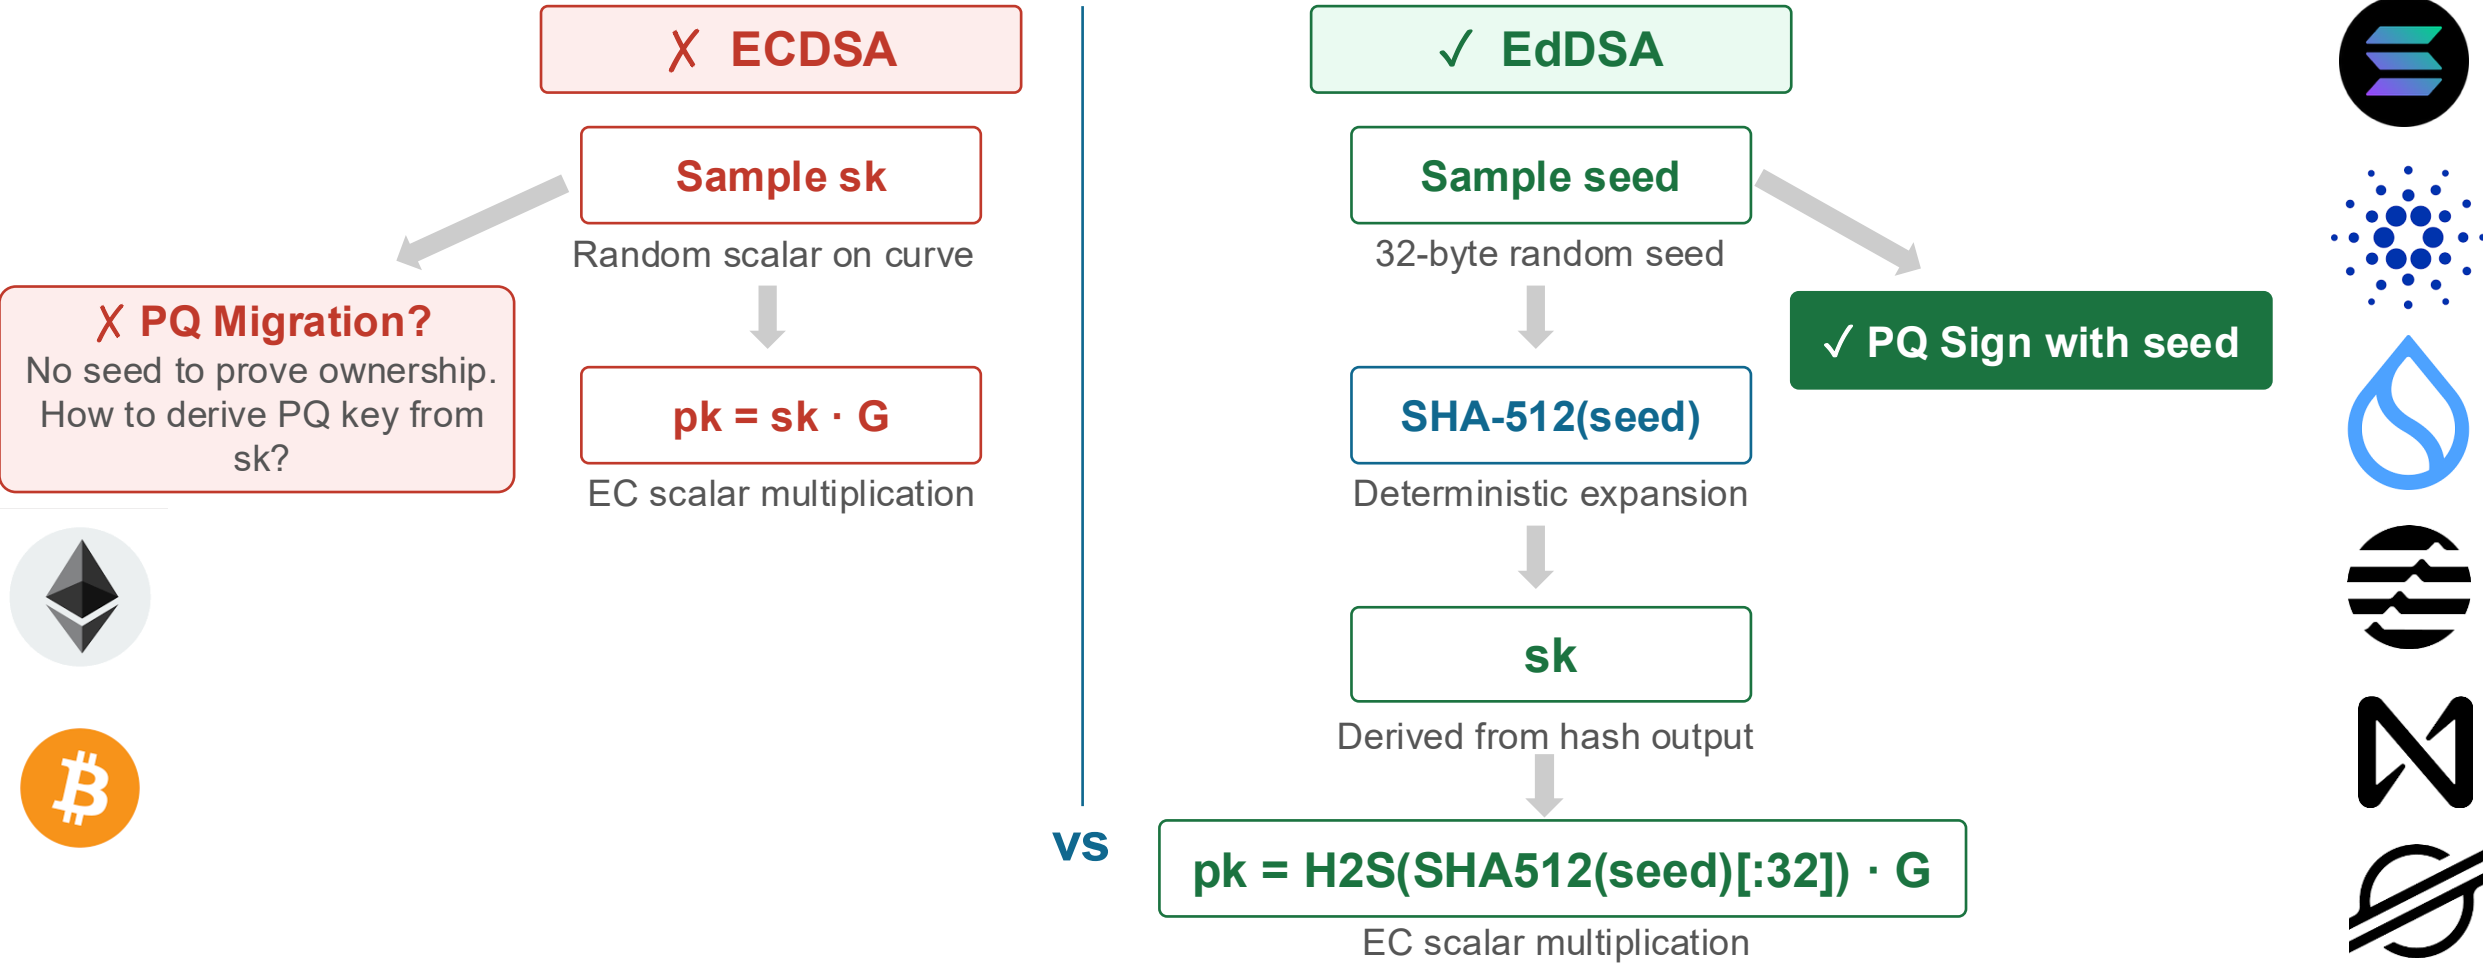 ✗ ECDSA
Sample sk
Random scalar on curve
✗ PQ Migration?
No seed to prove ownership.
How to derive PQ key from
sk?
pk = sk · G
EC scalar multiplication
vs
✓ EdDSA
Sample seed
32-byte random seed
✓ PQ Sign with seed
SHA-512(seed)
Deterministic expansion
sk
Derived from hash output
pk = H2S(SHA512(seed)[:32]) · G
EC scalar multiplication